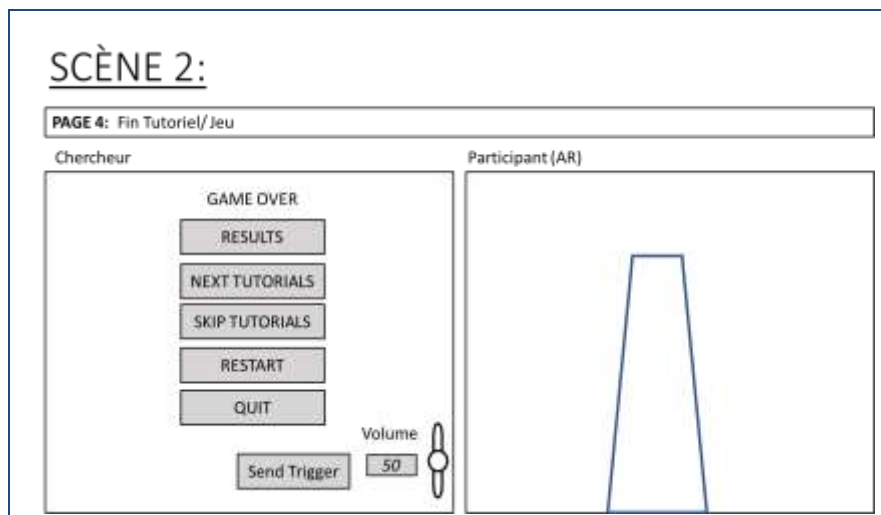 SCÈNE 2:
PAGE 4: Fin Tutoriel/Jeu
Chercheur
Participant (AR)
GAME OVER
RESULTS
NEXT TUTORIALS
SKIP TUTORIALS
RESTART
QUIT
Volume
50
Send Trigger